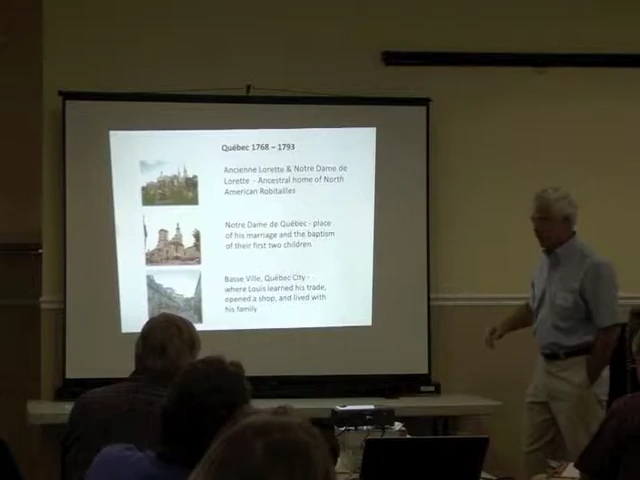 Québec 1768 – 1793
Ancienne Lorette & Notre Dame de
Lorette - Ancestral home of North
American Robitailles
Notre Dame de Québec - place
of his marriage and the baptism
of their first two children
Basse Ville, Québec City -
where Louis learned his trade,
opened a shop, and lived with
his family